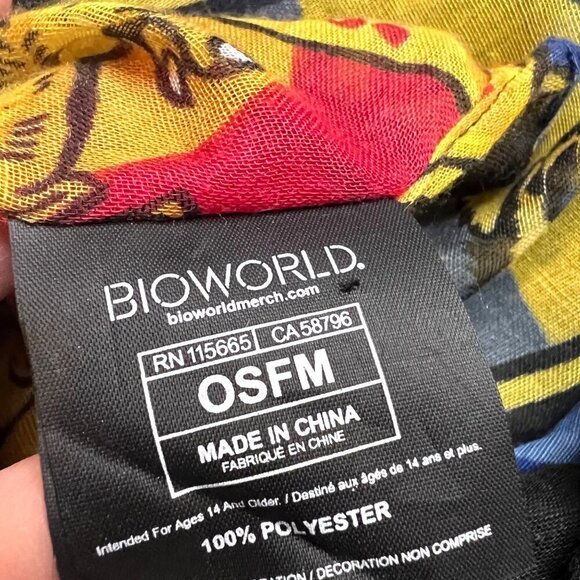 BIOWORLD.
bioworldmerch.com
RN 115665 CA 58796
OSFM
MADE IN CHINA
FABRIQUÉ EN CHINE
Intended For Ages 14 And Older. / Destiné aux âgés de 14 ans et plus.
100% POLYESTER
/ DECORATION NON COMPRISE